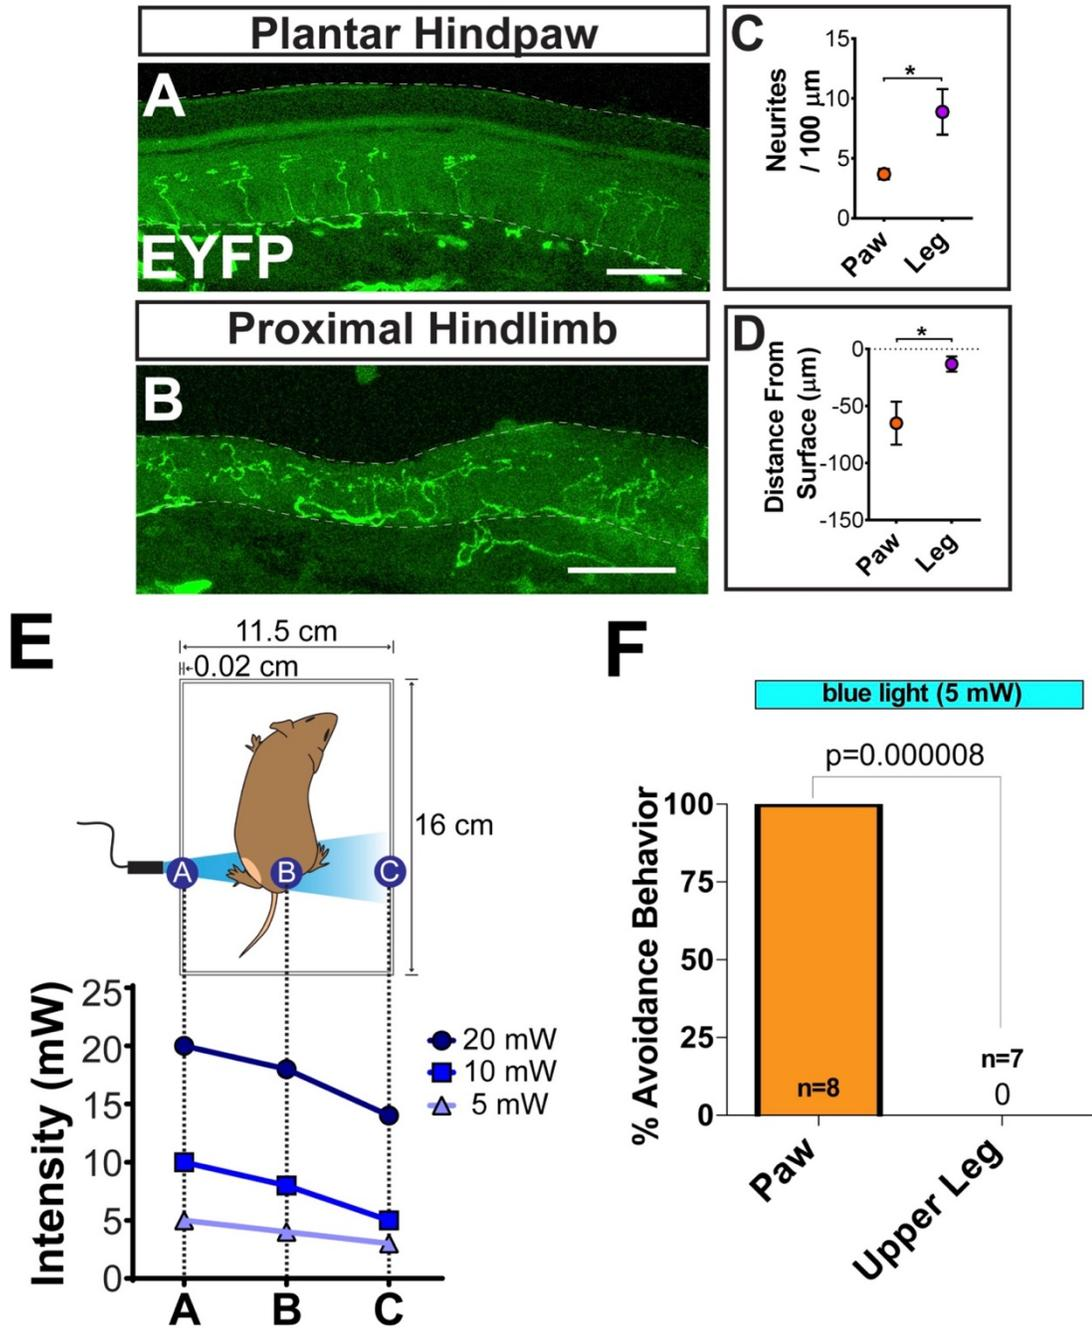 Plantar Hindpaw
A
EYFP
Proximal Hindlimb
B
C
15
10
5
0
Neurites
/ 100 µm
*
Paw
Leg
D
0
-50
-100
-150
Distance From
Surface (µm)
*
Paw
Leg
E
11.5 cm
0.02 cm
16 cm
A
B
C
25
20
15
10
5
0
Intensity (mW)
20 mW
10 mW
5 mW
A
B
C
F
blue light (5 mW)
p=0.000008
100
75
50
25
0
% Avoidance Behavior
n=8
n=7
0
Paw
Upper Leg